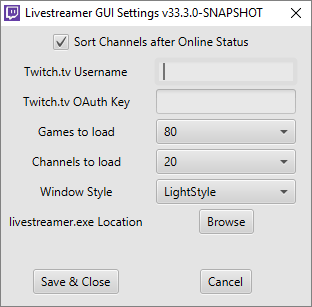 Livestreamer GUI Settings v33.3.0-SNAPSHOT
Sort Channels after Online Status
Twitch.tv Username
Twitch.tv OAuth Key
Games to load 80
Channels to load 20
Window Style LightStyle
livestreamer.exe Location Browse
Save & Close Cancel